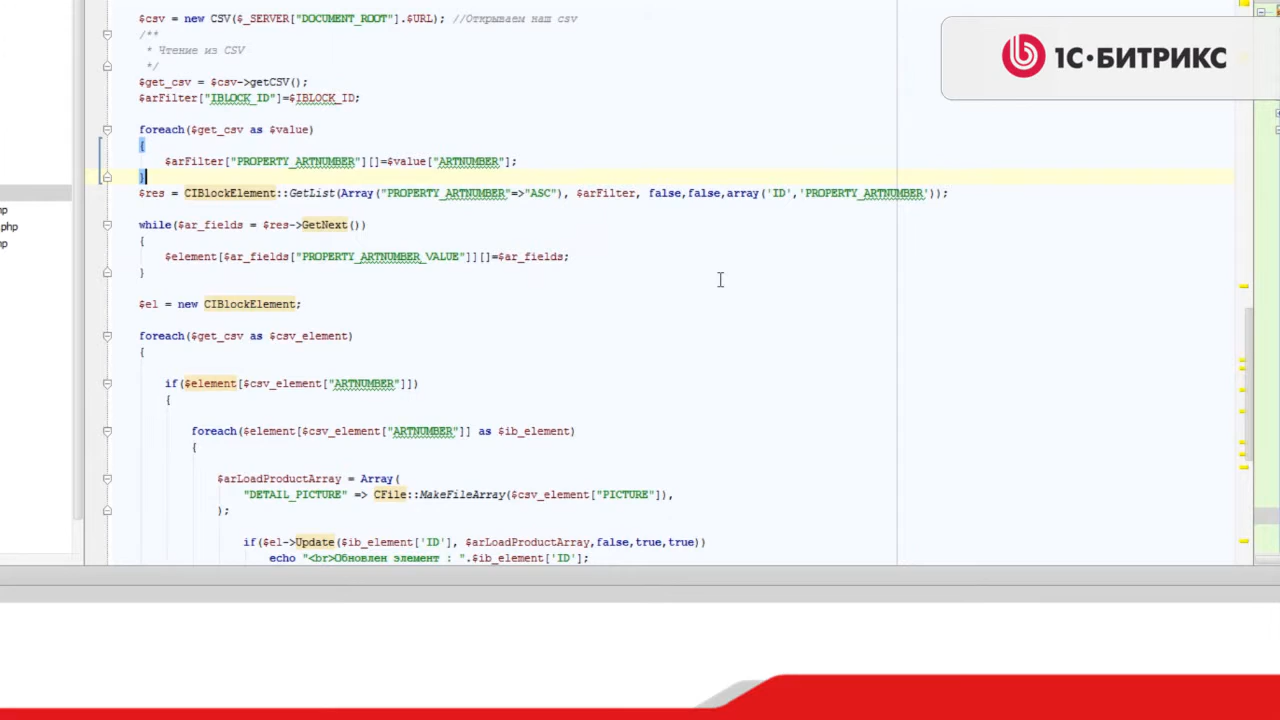 $csv = new CSV($_SERVER["DOCUMENT_ROOT"].$URL); //Открываем наш csv
/**
* Чтение из CSV
*/
$get_csv = $csv->getCSV();
$arFilter["IBLOCK_ID"]=$IBLOCK_ID;
foreach($get_csv as $value)
{
$arFilter["PROPERTY_ARTNUMBER"][]=$value["ARTNUMBER"];
}
$res = CIBlockElement::GetList(Array("PROPERTY_ARTNUMBER"=>"ASC"), $arFilter, false,false,array('ID','PROPERTY_ARTNUMBER'));
while($ar_fields = $res->GetNext())
{
$element[$ar_fields["PROPERTY_ARTNUMBER_VALUE"]][]=$ar_fields;
}
$el = new CIBlockElement;
foreach($get_csv as $csv_element)
{
if($element[$csv_element["ARTNUMBER"]])
{
foreach($element[$csv_element["ARTNUMBER"]] as $ib_element)
{
$arLoadProductArray = Array(
"DETAIL_PICTURE" => CFile::MakeFileArray($csv_element["PICTURE"]),
);
if($el->Update($ib_element['ID'], $arLoadProductArray,false,true,true))
echo "<br>Обновлен элемент : ".$ib_element['ID'];
1С·БИТРИКС
.php